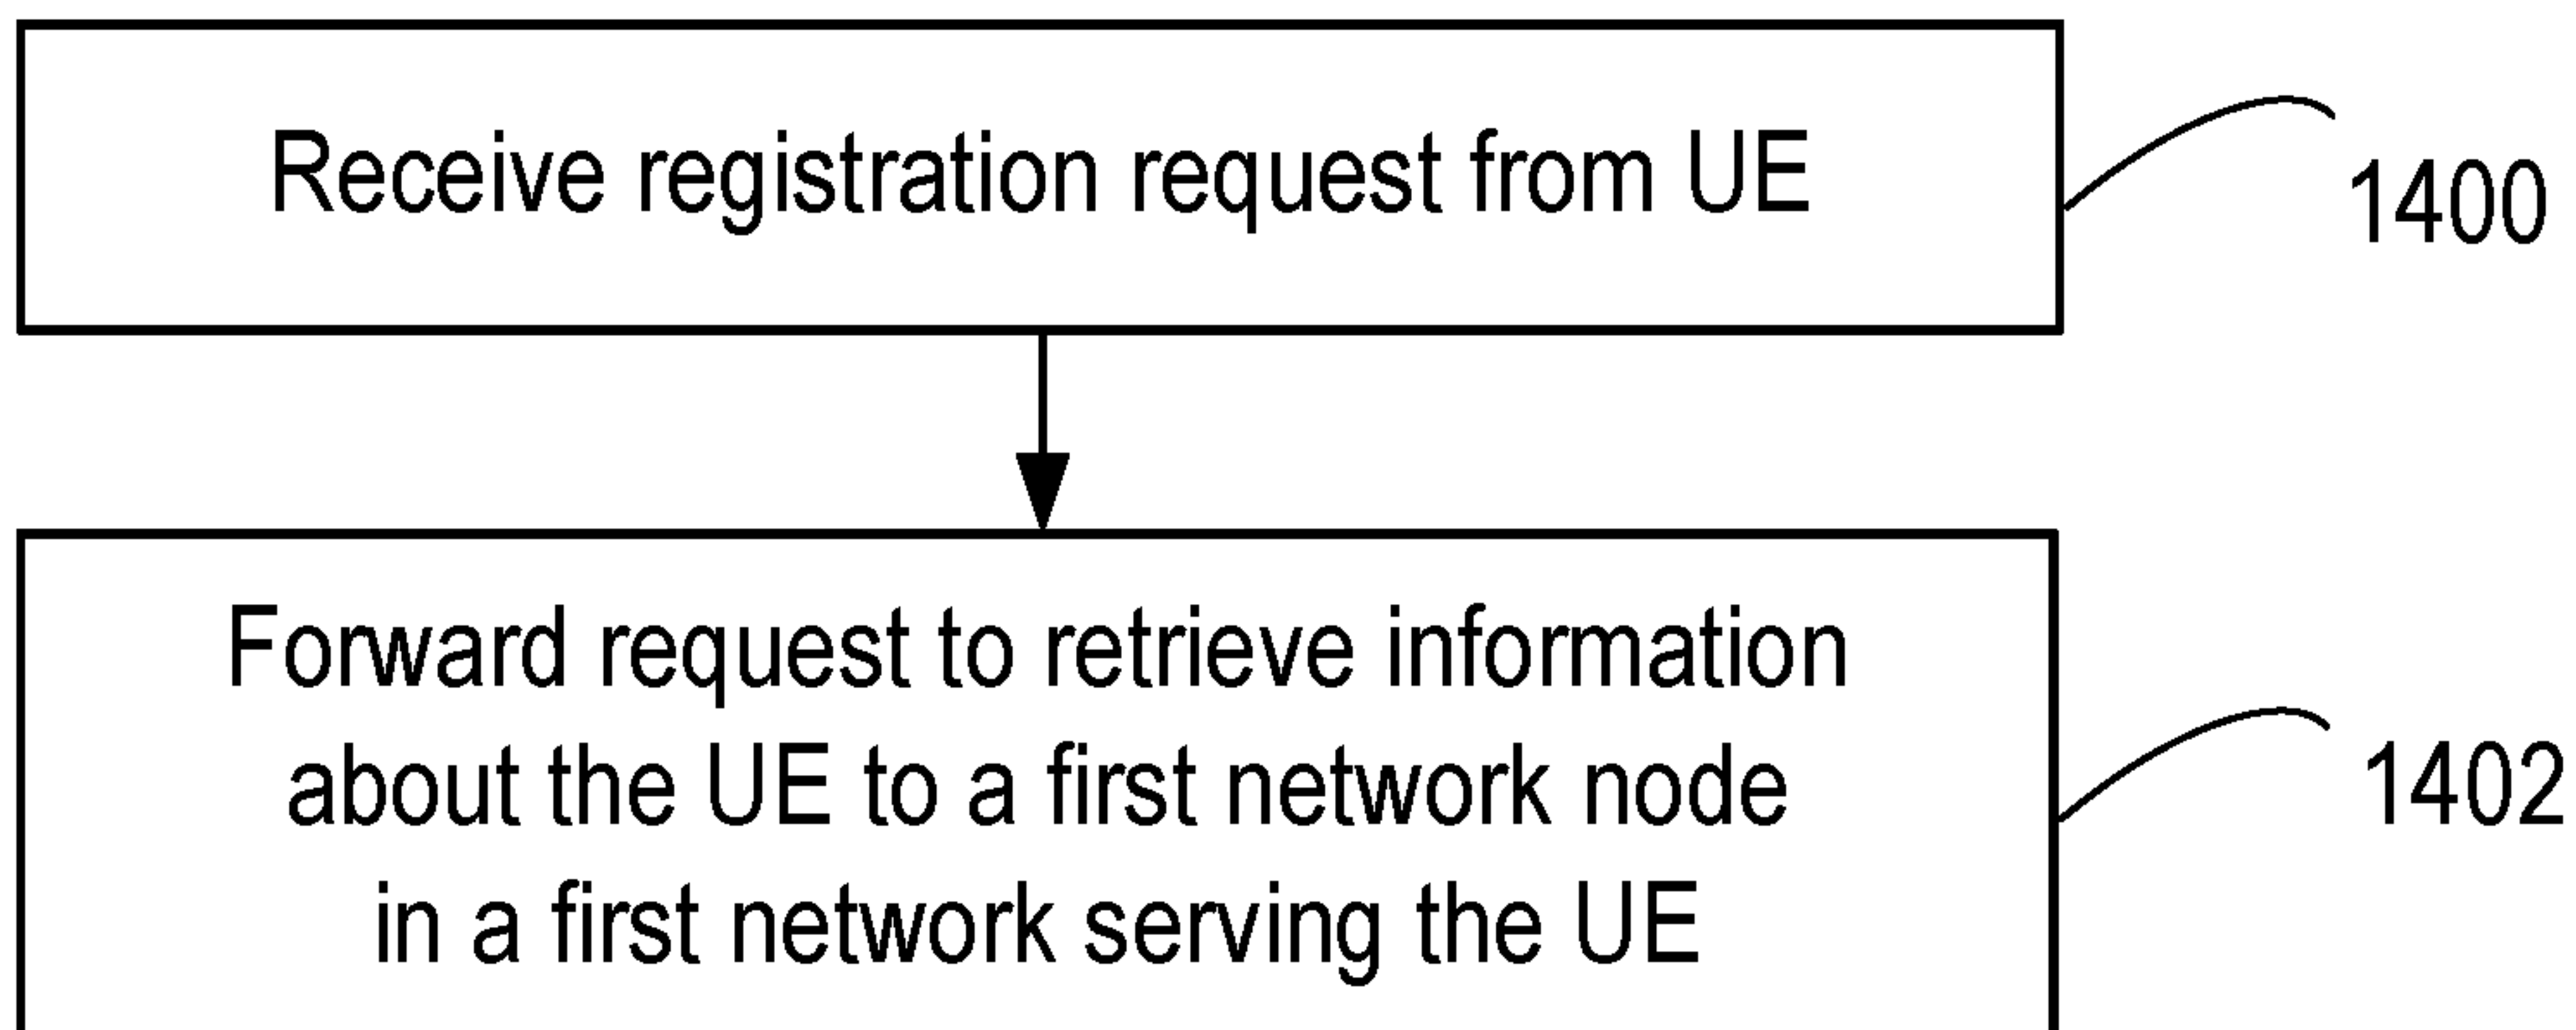 Receive registration request from UE
1400
Forward request to retrieve information
about the UE to a first network node
in a first network serving the UE
1402